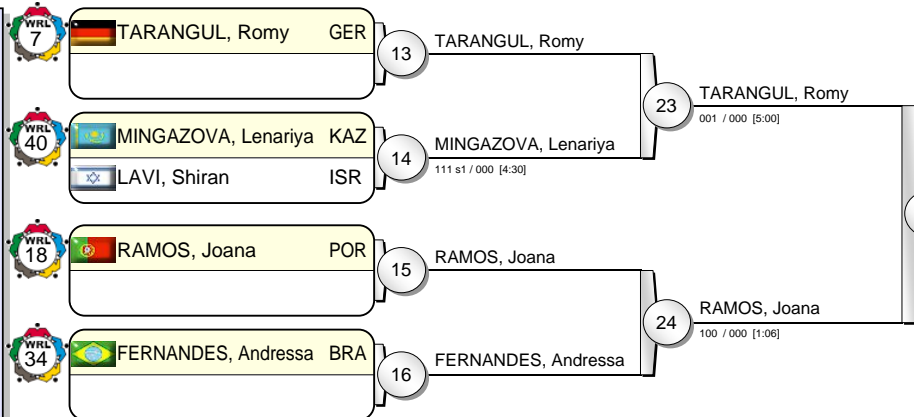 WRL
7
TARANGUL, Romy GER
13
TARANGUL, Romy
23
TARANGUL, Romy
001 / 000 [5:00]
WRL
40
MINGAZOVA, Lenariya KAZ
LAVI, Shiran ISR
14
MINGAZOVA, Lenariya
111 s1 / 000 [4:30]
WRL
18
RAMOS, Joana POR
15
RAMOS, Joana
24
RAMOS, Joana
100 / 000 [1:06]
WRL
34
FERNANDES, Andressa BRA
16
FERNANDES, Andressa